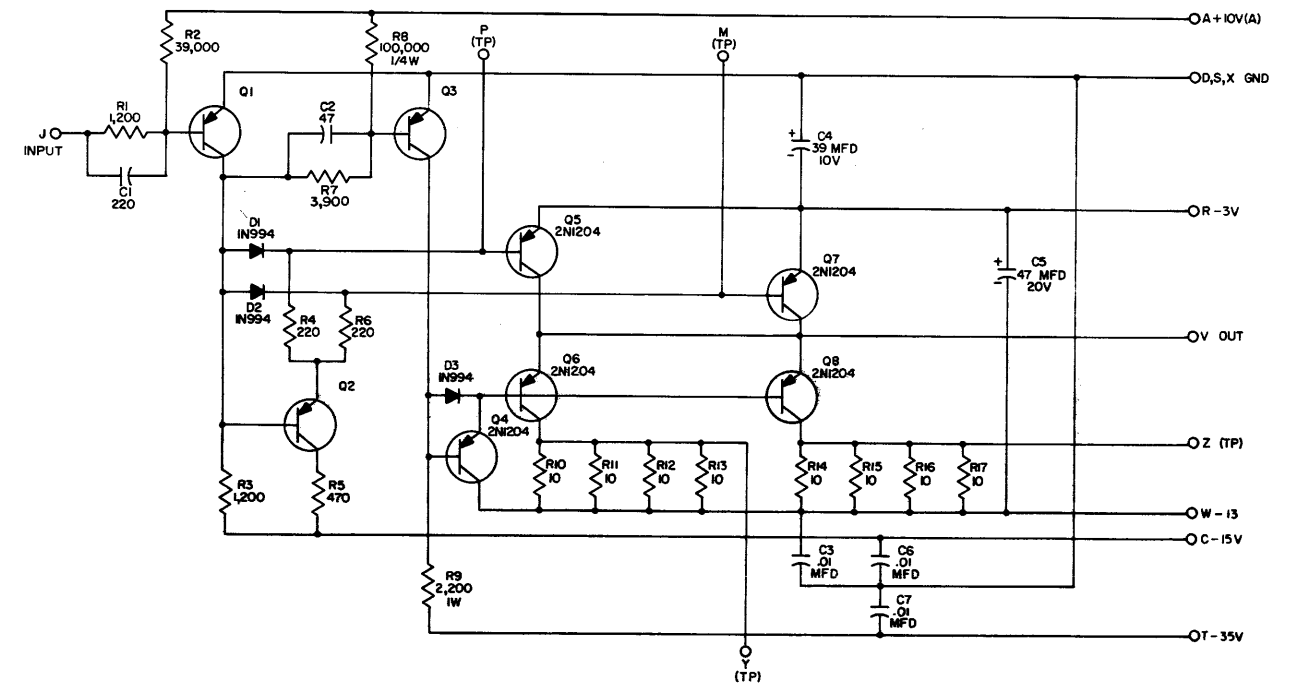 A+10V(A)
R2
39,000
R8
100,000
1/4W
P
(TP)
M
(TP)
D,S,X GND
Q1
Q3
R1
1,200
C2
47
J
INPUT
C4
+
39 MFD
-
10V
C1
220
R7
3,900
R-3V
D1
1N994
Q5
2N1204
Q7
2N1204
C5
+
47 MFD
-
20V
D2
1N994
R4
220
R6
220
V OUT
D3
1N994
Q6
2N1204
Q8
2N1204
Q2
Q4
2N1204
Z (TP)
R10
10
R11
10
R12
10
R13
10
R14
10
R15
10
R16
10
R17
10
R3
1,200
R5
470
W-13
C-15V
C3
.01
MFD
C6
.01
MFD
R9
2,200
1W
C7
.01
MFD
T-35V
Y
(TP)